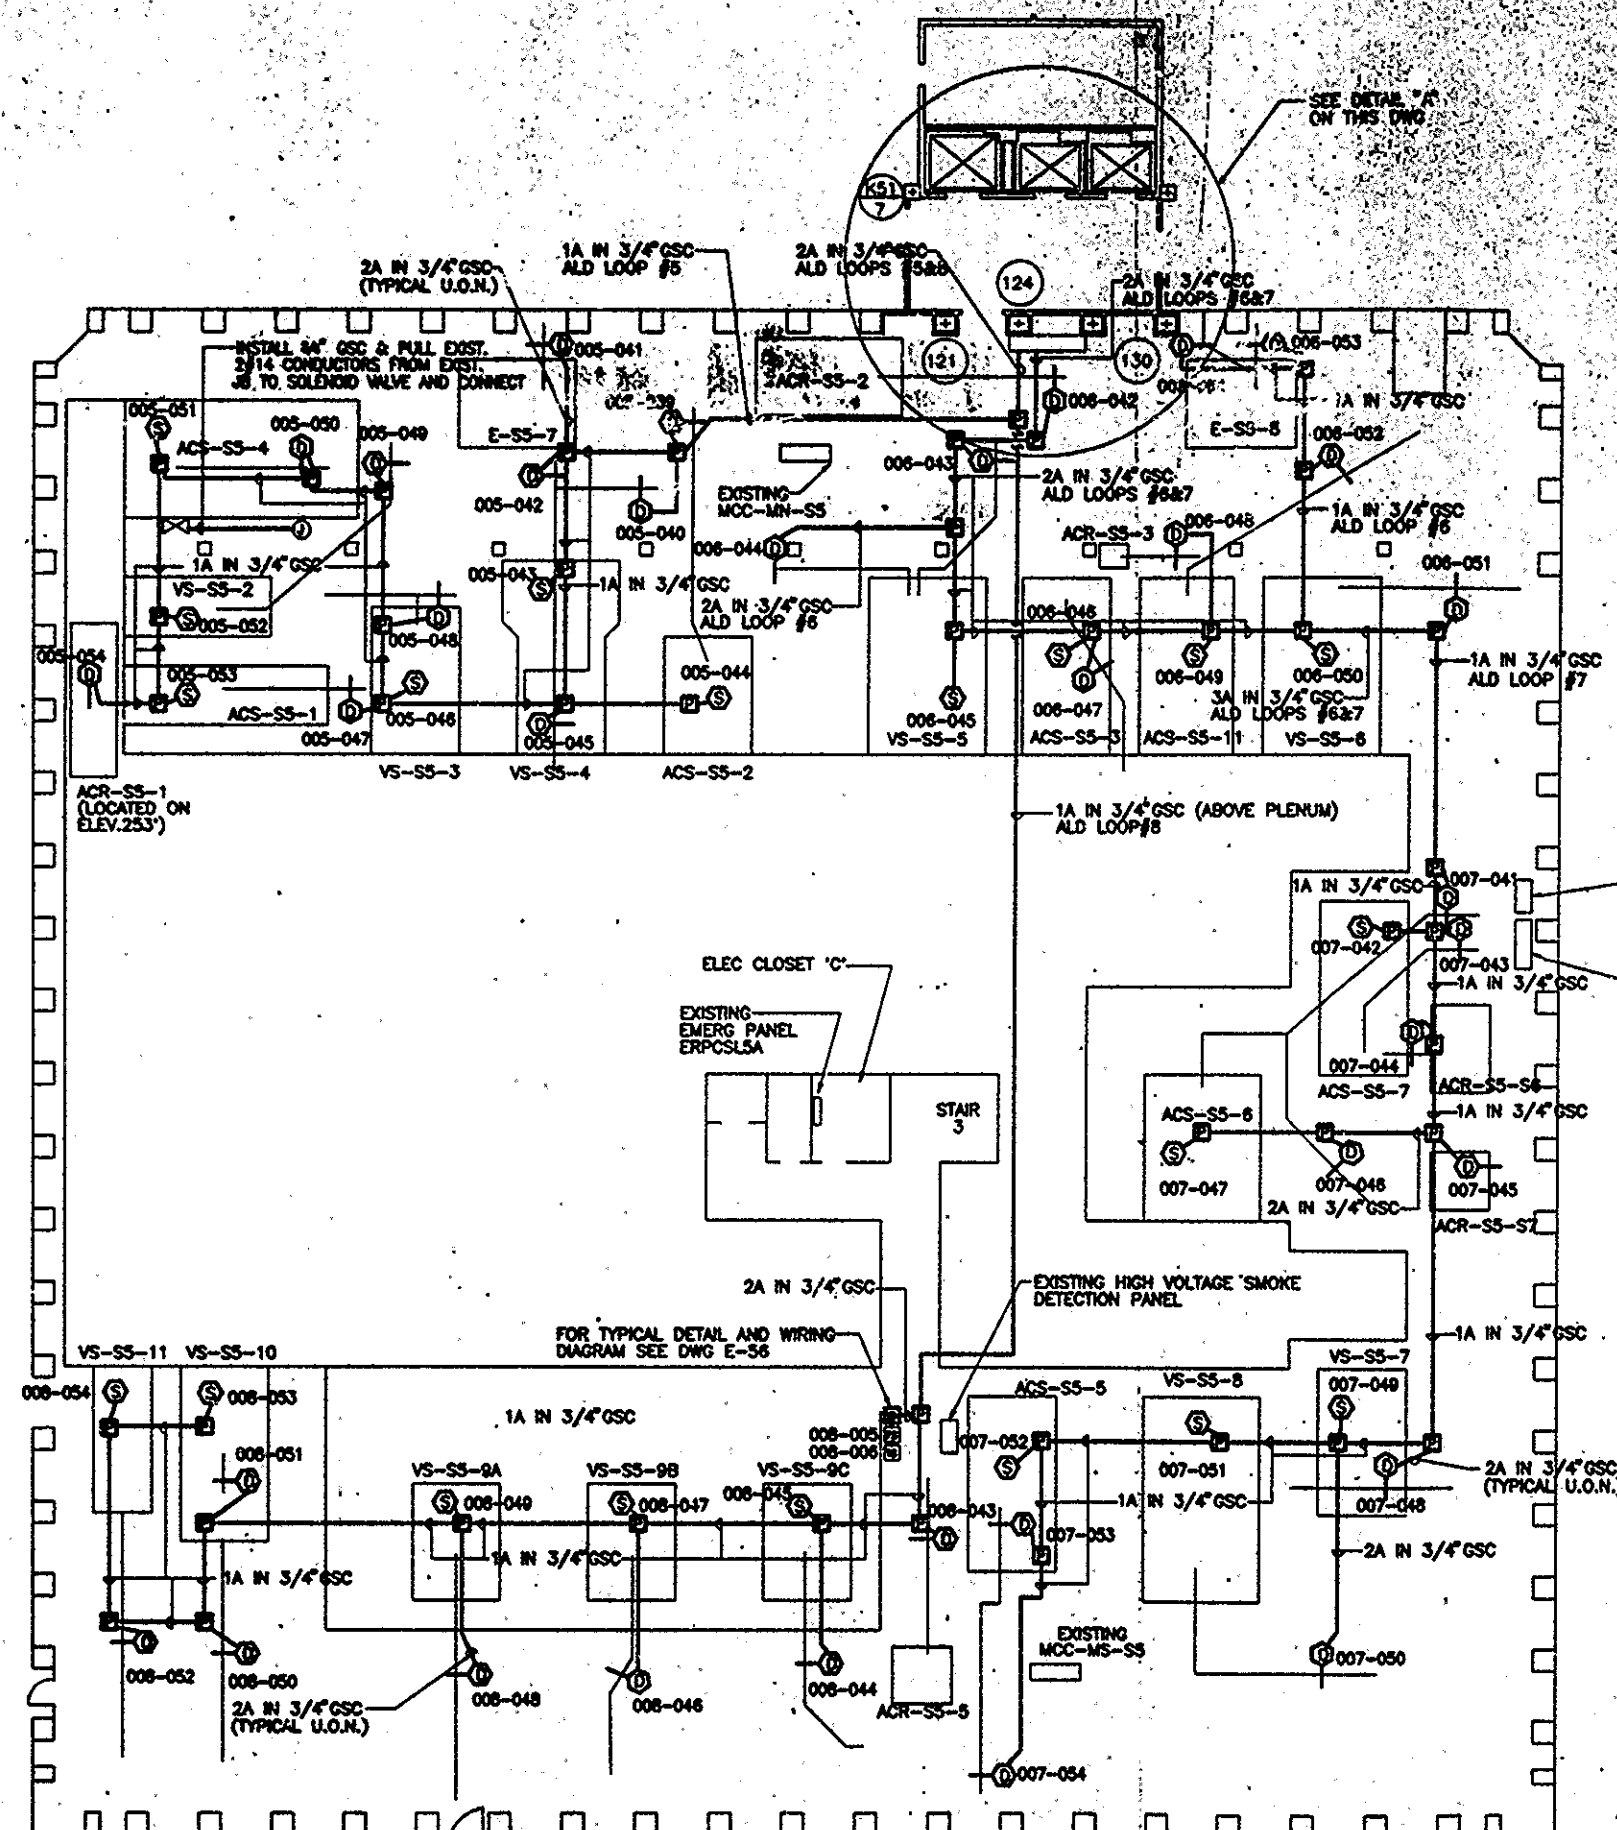 SEE DETAIL "A"
ON THIS DWG
K51
7
1A IN 3/4"GSC
ALD LOOP #5
2A IN 3/4"GSC
ALD LOOPS #5&8
2A IN 3/4"GSC
(TYPICAL U.O.N.)
124
2A IN 3/4"GSC
ALD LOOPS #6&7
INSTALL 3/4" GSC & PULL EXIST.
2#14 CONDUCTORS FROM EXIST.
JB. TO SOLENOID VALVE AND CONNECT
005-041
121
130
006-053
ACR-S5-2
006-042
1A IN 3/4"GSC
005-051
005-050
005-049
ACS-S5-4
E-S5-7
E-S5-8
006-052
006-043
005-042
EXISTING
MCC-MN-S5
2A IN 3/4"GSC
ALD LOOPS #6&7
1A IN 3/4"GSC
ALD LOOP #6
005-040
006-044
ACR-S5-3
006-048
J
1A IN 3/4"GSC
005-043
1A IN 3/4"GSC
006-051
VS-S5-2
2A IN 3/4"GSC
ALD LOOP #6
005-052
005-048
006-046
005-054
005-053
005-044
006-049
006-050
1A IN 3/4"GSC
ALD LOOP #7
ACS-S5-1
005-047
005-046
005-045
006-045
006-047
3A IN 3/4"GSC
ALD LOOPS #6&7
VS-S5-5
ACS-S5-3
ACS-S5-11
VS-S5-6
VS-S5-3
VS-S5-4
ACS-S5-2
ACR-S5-1
(LOCATED ON
ELEV.253')
1A IN 3/4"GSC (ABOVE PLENUM)
ALD LOOP#8
1A IN 3/4"GSC
007-041
007-042
007-043
1A IN 3/4"GSC
ELEC CLOSET 'C'
EXISTING
EMERG PANEL
ERPCSL5A
007-044
ACS-S5-7
ACR-S5-S6
1A IN 3/4"GSC
STAIR
3
ACS-S5-6
007-047
007-046
007-045
2A IN 3/4"GSC
ACR-S5-S7
2A IN 3/4"GSC
EXISTING HIGH VOLTAGE SMOKE
DETECTION PANEL
FOR TYPICAL DETAIL AND WIRING
DIAGRAM SEE DWG E-56
1A IN 3/4"GSC
VS-S5-11
VS-S5-10
VS-S5-7
008-054
008-053
ACS-S5-5
VS-S5-8
007-049
1A IN 3/4"GSC
008-005
008-006
007-052
008-051
007-051
VS-S5-9A
VS-S5-9B
VS-S5-9C
2A IN 3/4"GSC
(TYPICAL U.O.N.)
008-049
008-047
008-045
008-043
1A IN 3/4"GSC
007-048
007-053
1A IN 3/4"GSC
1A IN 3/4"GSC
2A IN 3/4"GSC
EXISTING
MCC-MS-S5
008-052
008-050
008-048
008-046
008-044
007-050
2A IN 3/4"GSC
(TYPICAL U.O.N.)
ACR-S5-5
007-054